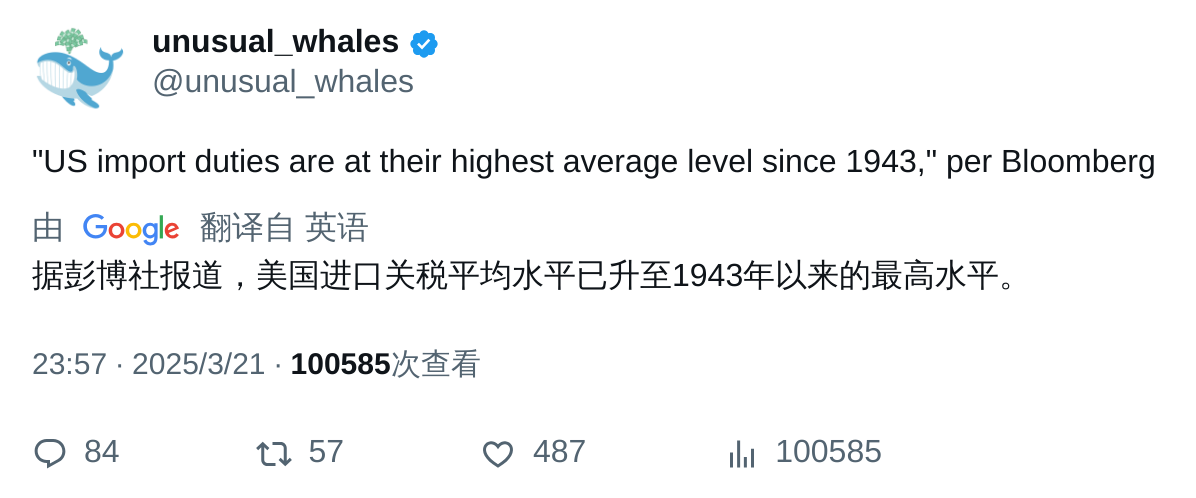 unusual_whales
@unusual_whales
"US import duties are at their highest average level since 1943," per Bloomberg
由 Google 翻译自 英语
据彭博社报道，美国进口关税平均水平已升至1943年以来的最高水平。
23:57 · 2025/3/21 · 100585次查看
84 57 487 100585